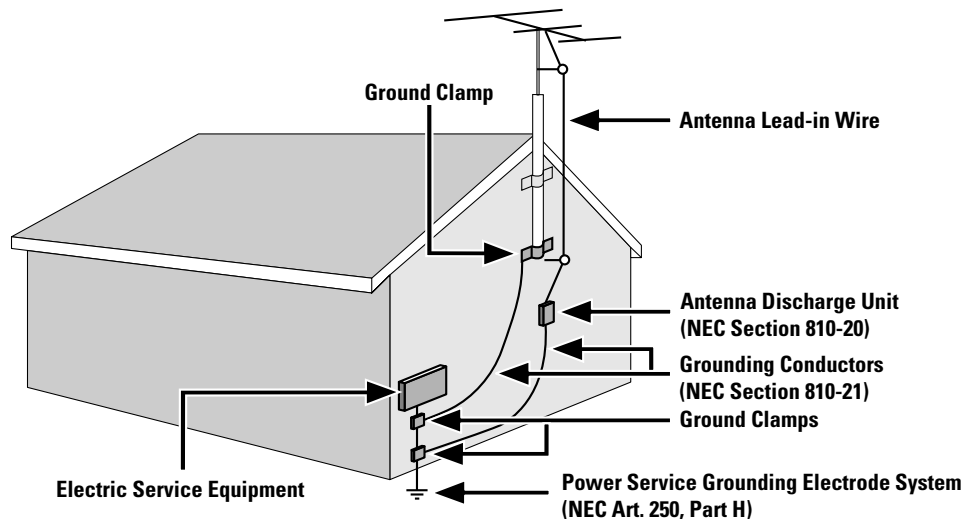 Ground Clamp
Antenna Lead-in Wire
Antenna Discharge Unit
(NEC Section 810-20)
Grounding Conductors
(NEC Section 810-21)
Ground Clamps
Electric Service Equipment
Power Service Grounding Electrode System
(NEC Art. 250, Part H)